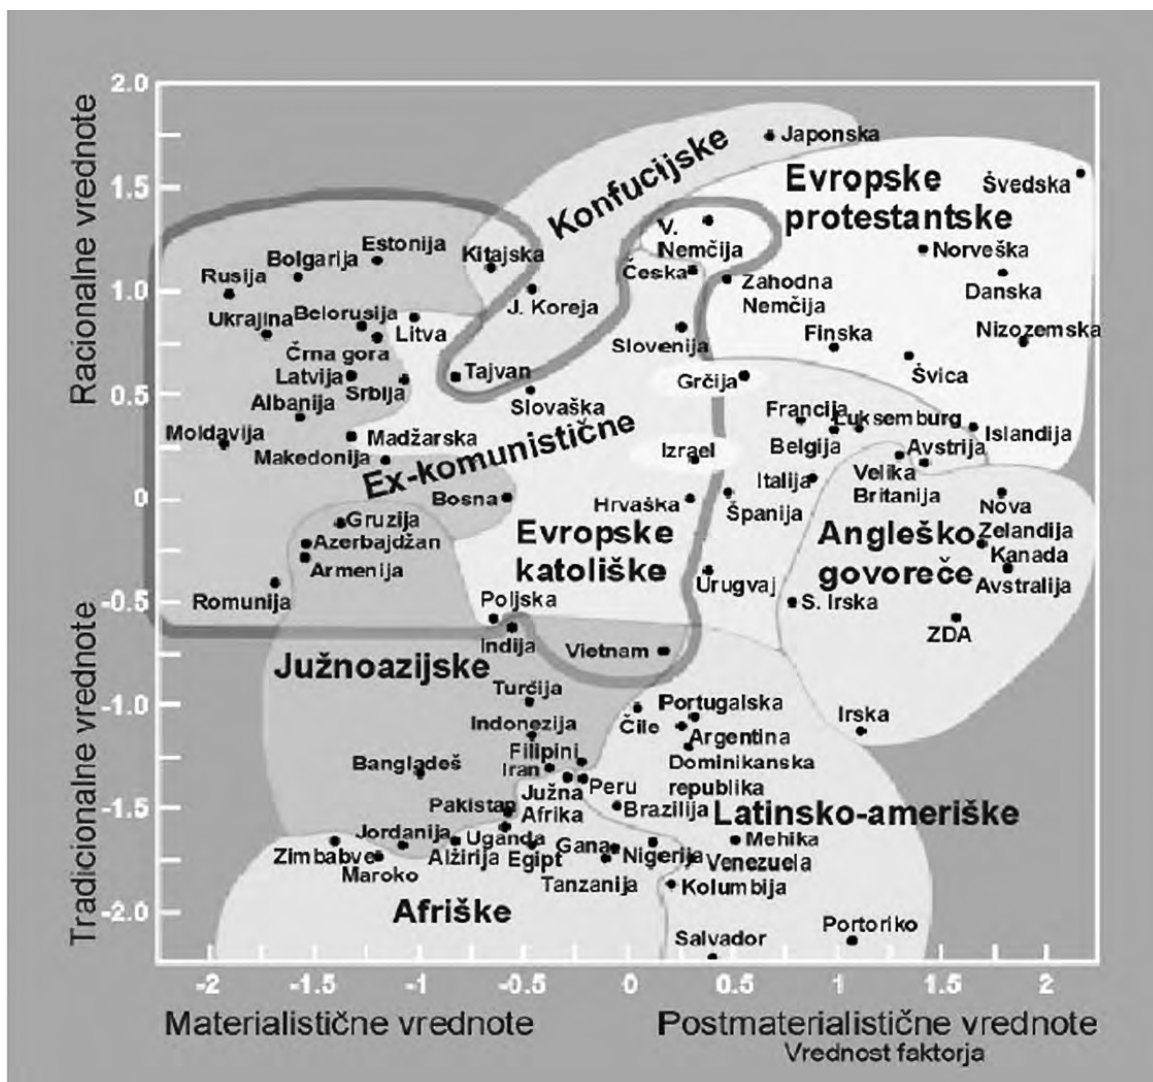 Racionalne vrednote
Tradicionalne vrednote
2.0
1.5
1.0
0.5
0
-0.5
-1.0
-1.5
-2.0
Japonska
Konfucijske
Evropske
protestantske
Švedska
V.
Nemčija
Norveška
Estonija
Bolgarija
Kitajska
Rusija
Češka
Zahodna
Nemčija
Danska
J. Koreja
Ukrajina
Belorusija
Litva
Finska
Nizozemska
Slovenija
Črna gora
Latvija
Srbija
Tajvan
Grčija
Švica
Albanija
Slovaška
Francija
Luksemburg
Moldavija
Madžarska
Ex-komunistične
Belgija
Avstrija
Islandija
Makedonija
Izrael
Italija
Velika
Britanija
Bosna
Hrvaška
Španija
Nova
Zelandija
Gruzija
Azerbajdžan
Armenija
Evropske
katoliške
Angleško
govoreče
Kanada
Avstralija
Urugvaj
Romunija
Poljska
S. Irska
ZDA
Indija
Vietnam
Južnoazijske
Turčija
Portugalska
Irska
Indonezija
Čile
Argentina
Filipini
Dominikanska
republika
Bangladeš
Iran
Peru
Južna
Afrika
Pakistan
Brazilija
Latinsko-ameriške
Jordanija
Uganda
Gana
Mehika
Zimbabve
Alžirija
Egipt
Nigerija
Venezuela
Maroko
Tanzanija
Kolumbija
Afriške
Salvador
Portoriko
-2
-1.5
-1
-0.5
0
0.5
1
1.5
2
Materialistične vrednote
Postmaterialistične vrednote
Vrednost faktorja